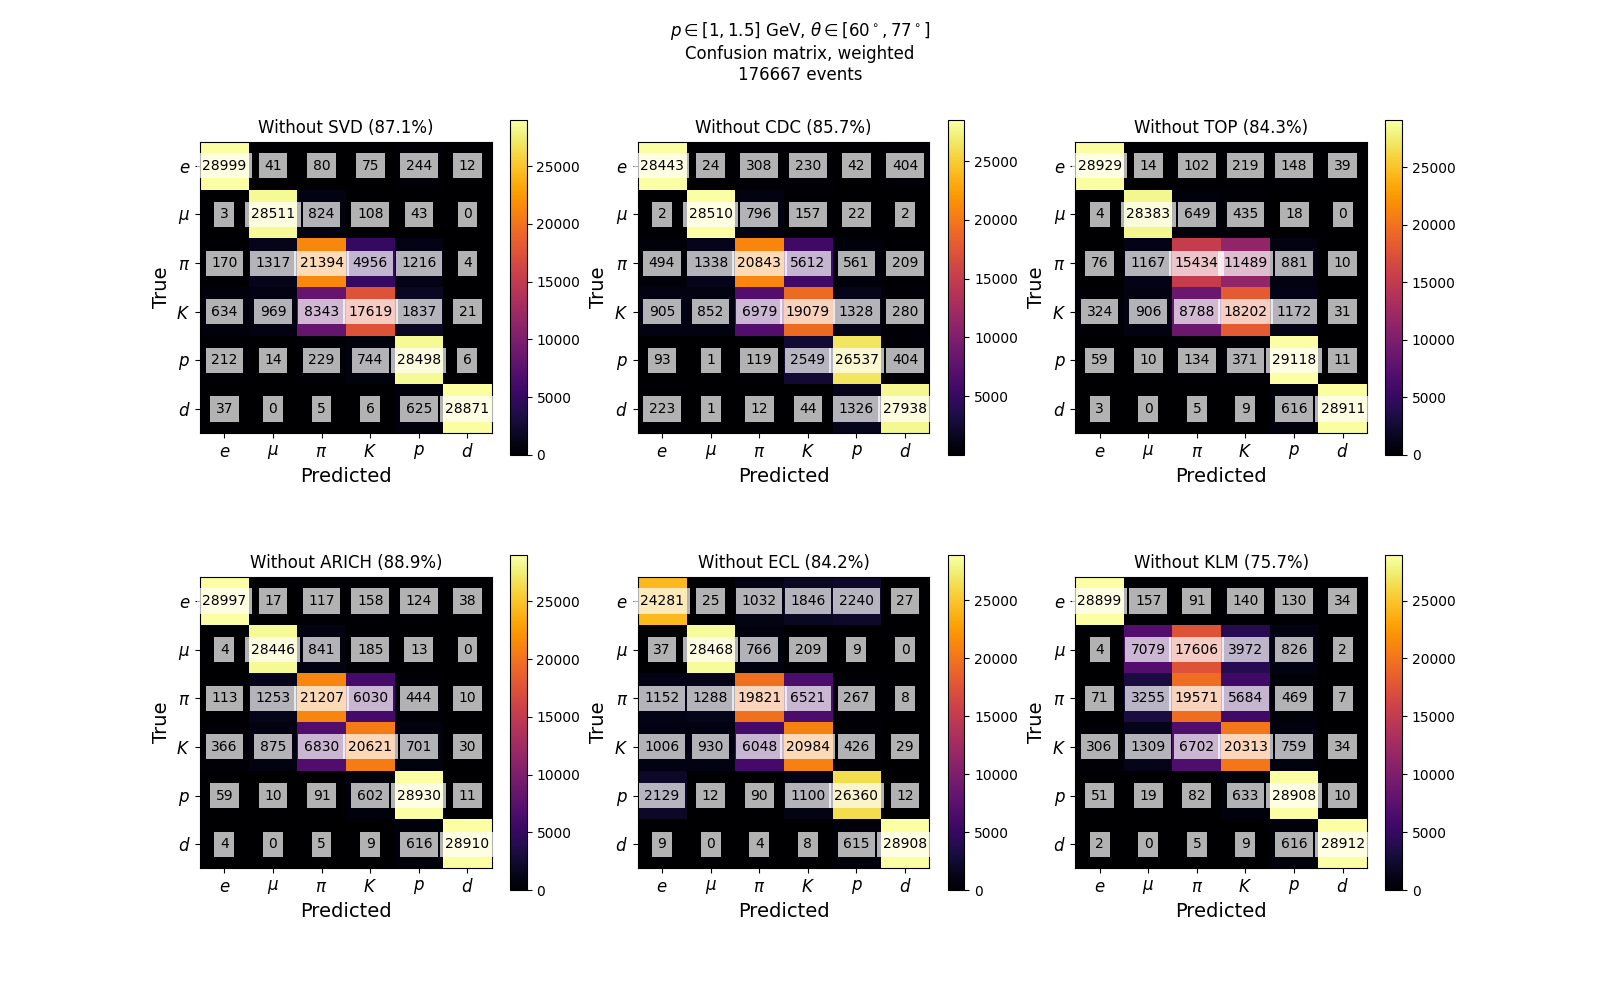 p ∈ [1, 1.5] GeV, θ ∈ [60°, 77°]
Confusion matrix, weighted
176667 events
Without SVD (87.1%)
e 28999 41 80 75 244 12
μ 3 28511 824 108 43 0
π 170 1317 21394 4956 1216 4
K 634 969 8343 17619 1837 21
p 212 14 229 744 28498 6
d 37 0 5 6 625 28871
e μ π K p d
True
Predicted
25000
20000
15000
10000
5000
0
Without CDC (85.7%)
e 28443 24 308 230 42 404
μ 2 28510 796 157 22 2
π 494 1338 20843 5612 561 209
K 905 852 6979 19079 1328 280
p 93 1 119 2549 26537 404
d 223 1 12 44 1326 27938
e μ π K p d
True
Predicted
25000
20000
15000
10000
5000
Without TOP (84.3%)
e 28929 14 102 219 148 39
μ 4 28383 649 435 18 0
π 76 1167 15434 11489 881 10
K 324 906 8788 18202 1172 31
p 59 10 134 371 29118 11
d 3 0 5 9 616 28911
e μ π K p d
True
Predicted
25000
20000
15000
10000
5000
0
Without ARICH (88.9%)
e 28997 17 117 158 124 38
μ 4 28446 841 185 13 0
π 113 1253 21207 6030 444 10
K 366 875 6830 20621 701 30
p 59 10 91 602 28930 11
d 4 0 5 9 616 28910
e μ π K p d
True
Predicted
25000
20000
15000
10000
5000
0
Without ECL (84.2%)
e 24281 25 1032 1846 2240 27
μ 37 28468 766 209 9 0
π 1152 1288 19821 6521 267 8
K 1006 930 6048 20984 426 29
p 2129 12 90 1100 26360 12
d 9 0 4 8 615 28908
e μ π K p d
True
Predicted
25000
20000
15000
10000
5000
0
Without KLM (75.7%)
e 28899 157 91 140 130 34
μ 4 7079 17606 3972 826 2
π 71 3255 19571 5684 469 7
K 306 1309 6702 20313 759 34
p 51 19 82 633 28908 10
d 2 0 5 9 616 28912
e μ π K p d
True
Predicted
25000
20000
15000
10000
5000
0